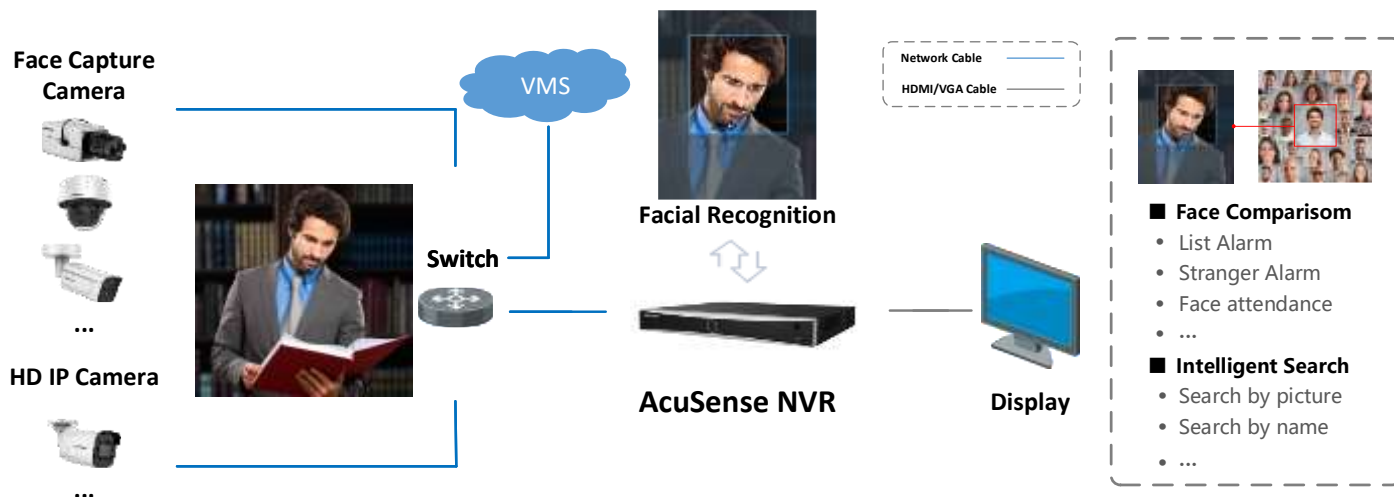 Face Capture
Camera
...
HD IP Camera
...
VMS
Switch
Facial Recognition
AcuSense NVR
Network Cable
HDMI/VGA Cable
Display
■ Face Comparisom
• List Alarm
• Stranger Alarm
• Face attendance
• ...
■ Intelligent Search
• Search by picture
• Search by name
• ...